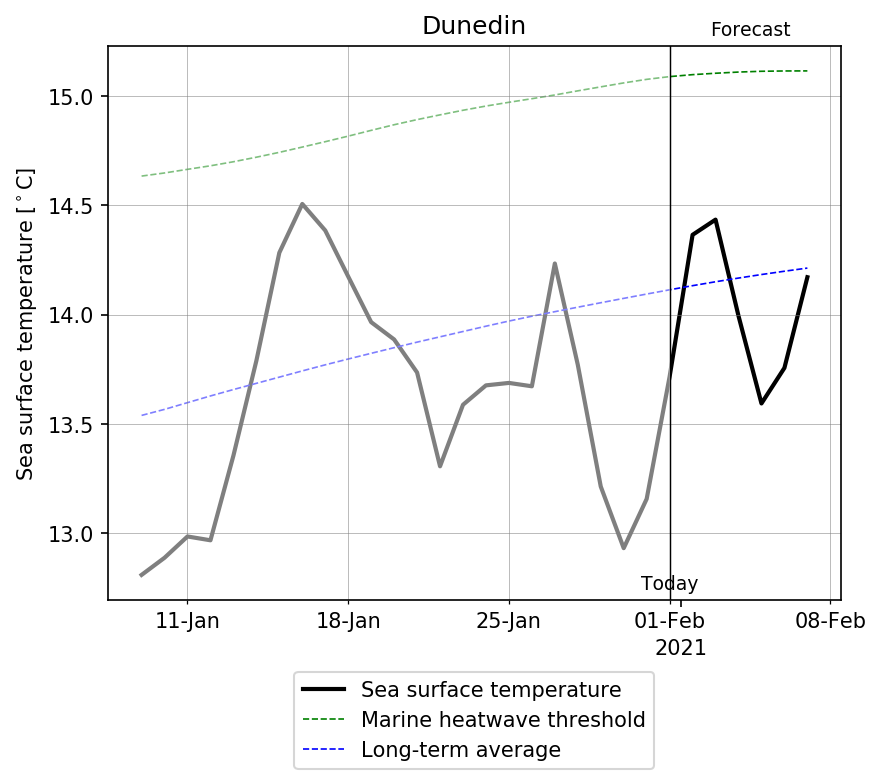 Dunedin
Forecast
Sea surface temperature [°C]
15.0
14.5
14.0
13.5
13.0
Today
11-Jan 18-Jan 25-Jan 01-Feb 08-Feb
2021
Sea surface temperature
Marine heatwave threshold
Long-term average